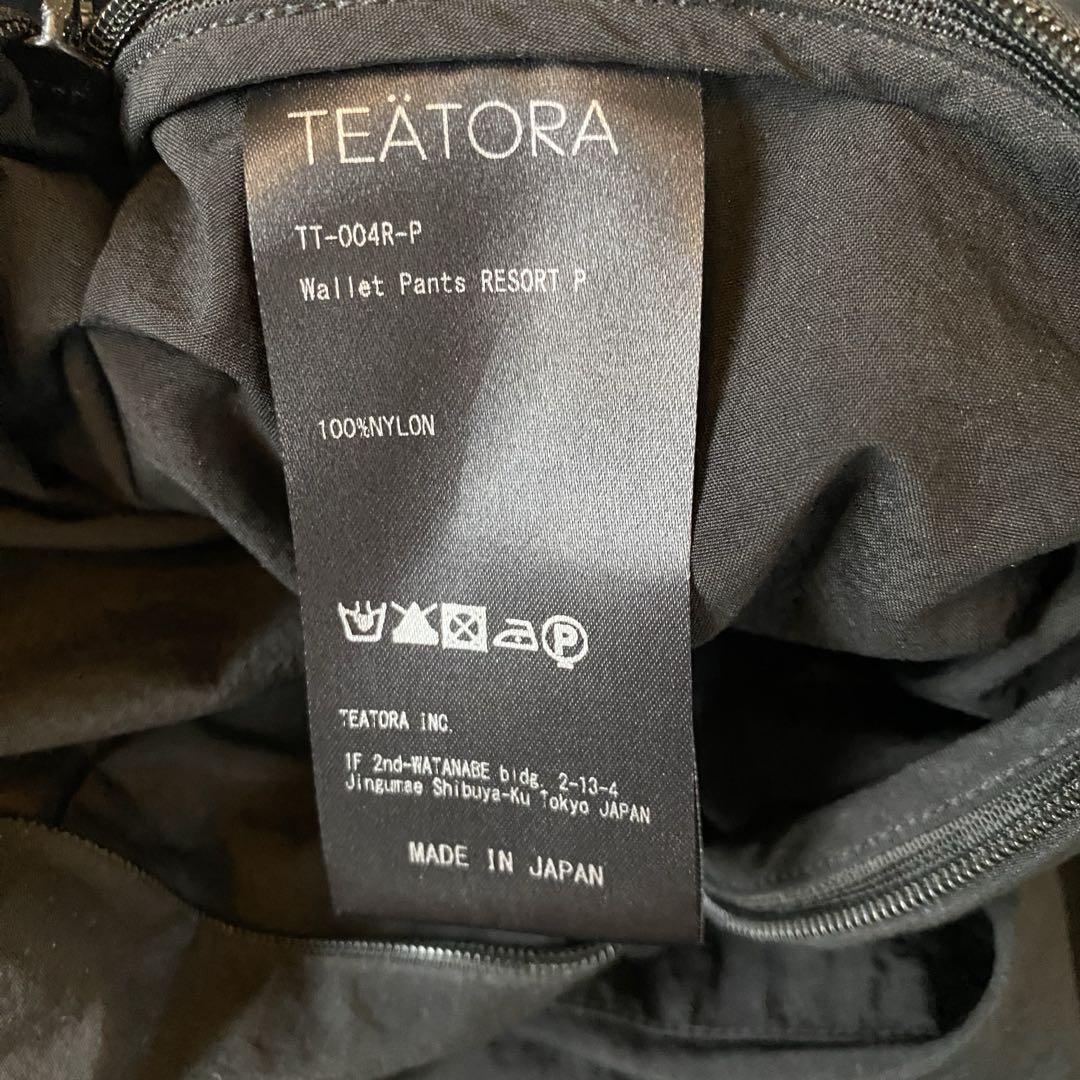 TEÄTORA
TT-004R-P
Wallet Pants RESORT P
100%NYLON
P
TEATORA INC.
1F 2nd-WATANABE bldg. 2-13-4
Jingumae Shibuya-Ku Tokyo JAPAN
MADE IN JAPAN